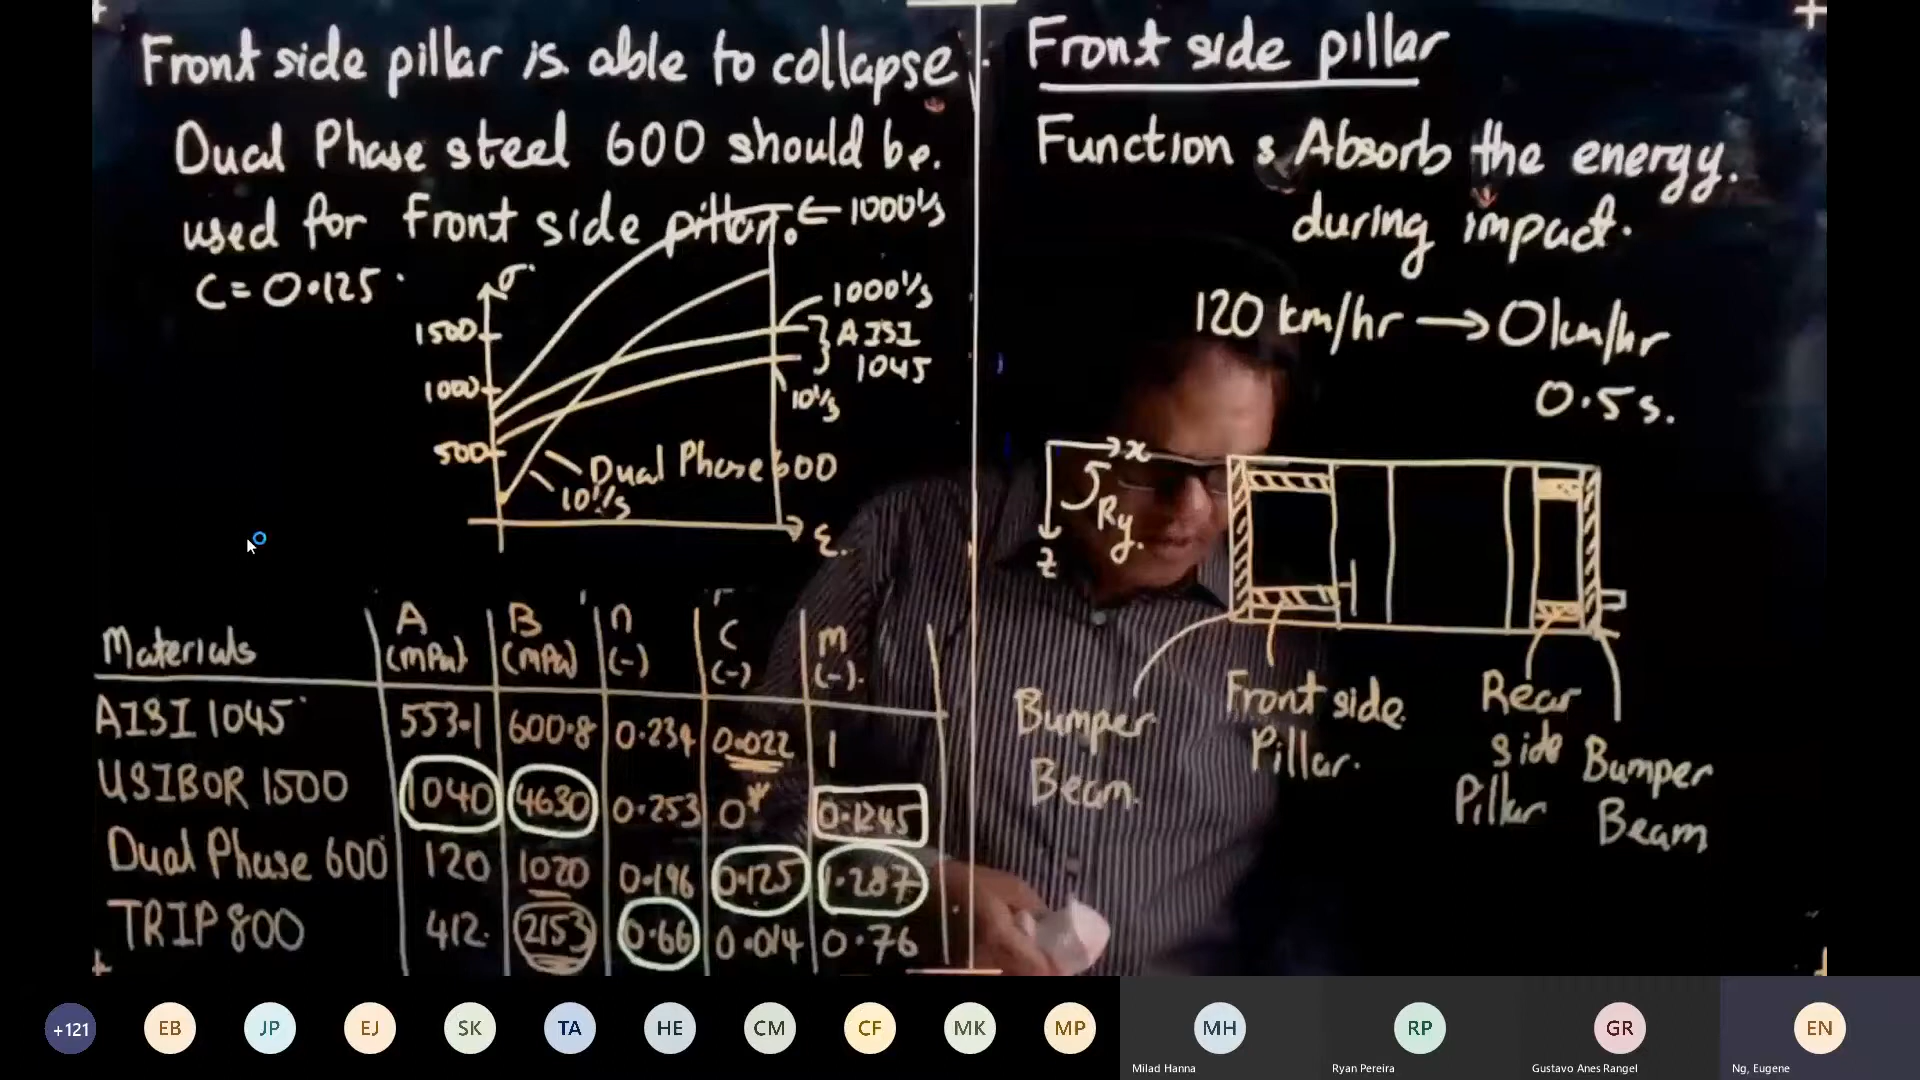 Front side pillar is able to collapse.
Dual Phase steel 600 should be.
used for Front side pillar.
C = 0.125
← 1000 1/s
σ
1500
1000
500
1000 1/s
AISI
1045
10 1/s
Dual Phase 600
10 1/s
ε.
Materials A (MPa) B (MPa) n (-) C (-) m (-).
AISI 1045 553.1 600.8 0.234 0.022 1
USIBOR 1500 1040 4630 0.253 0* 0.1245
Dual Phase 600 120 1020 0.196 0.125 1.287
TRIP 800 412. 2153 0.66 0.014 0.76
Front side pillar
Function : Absorb the energy.
during impact.
120 km/hr → 0 km/hr
0.5 s.
x
Ry.
z
Bumper
Beam.
Front side.
Pillar.
Rear
side
Pillar
Bumper
Beam
+121
EB
JP
EJ
SK
TA
HE
CM
CF
MK
MP
MH
RP
GR
EN
Milad Hanna
Ryan Pereira
Gustavo Anes Rangel
Ng, Eugene